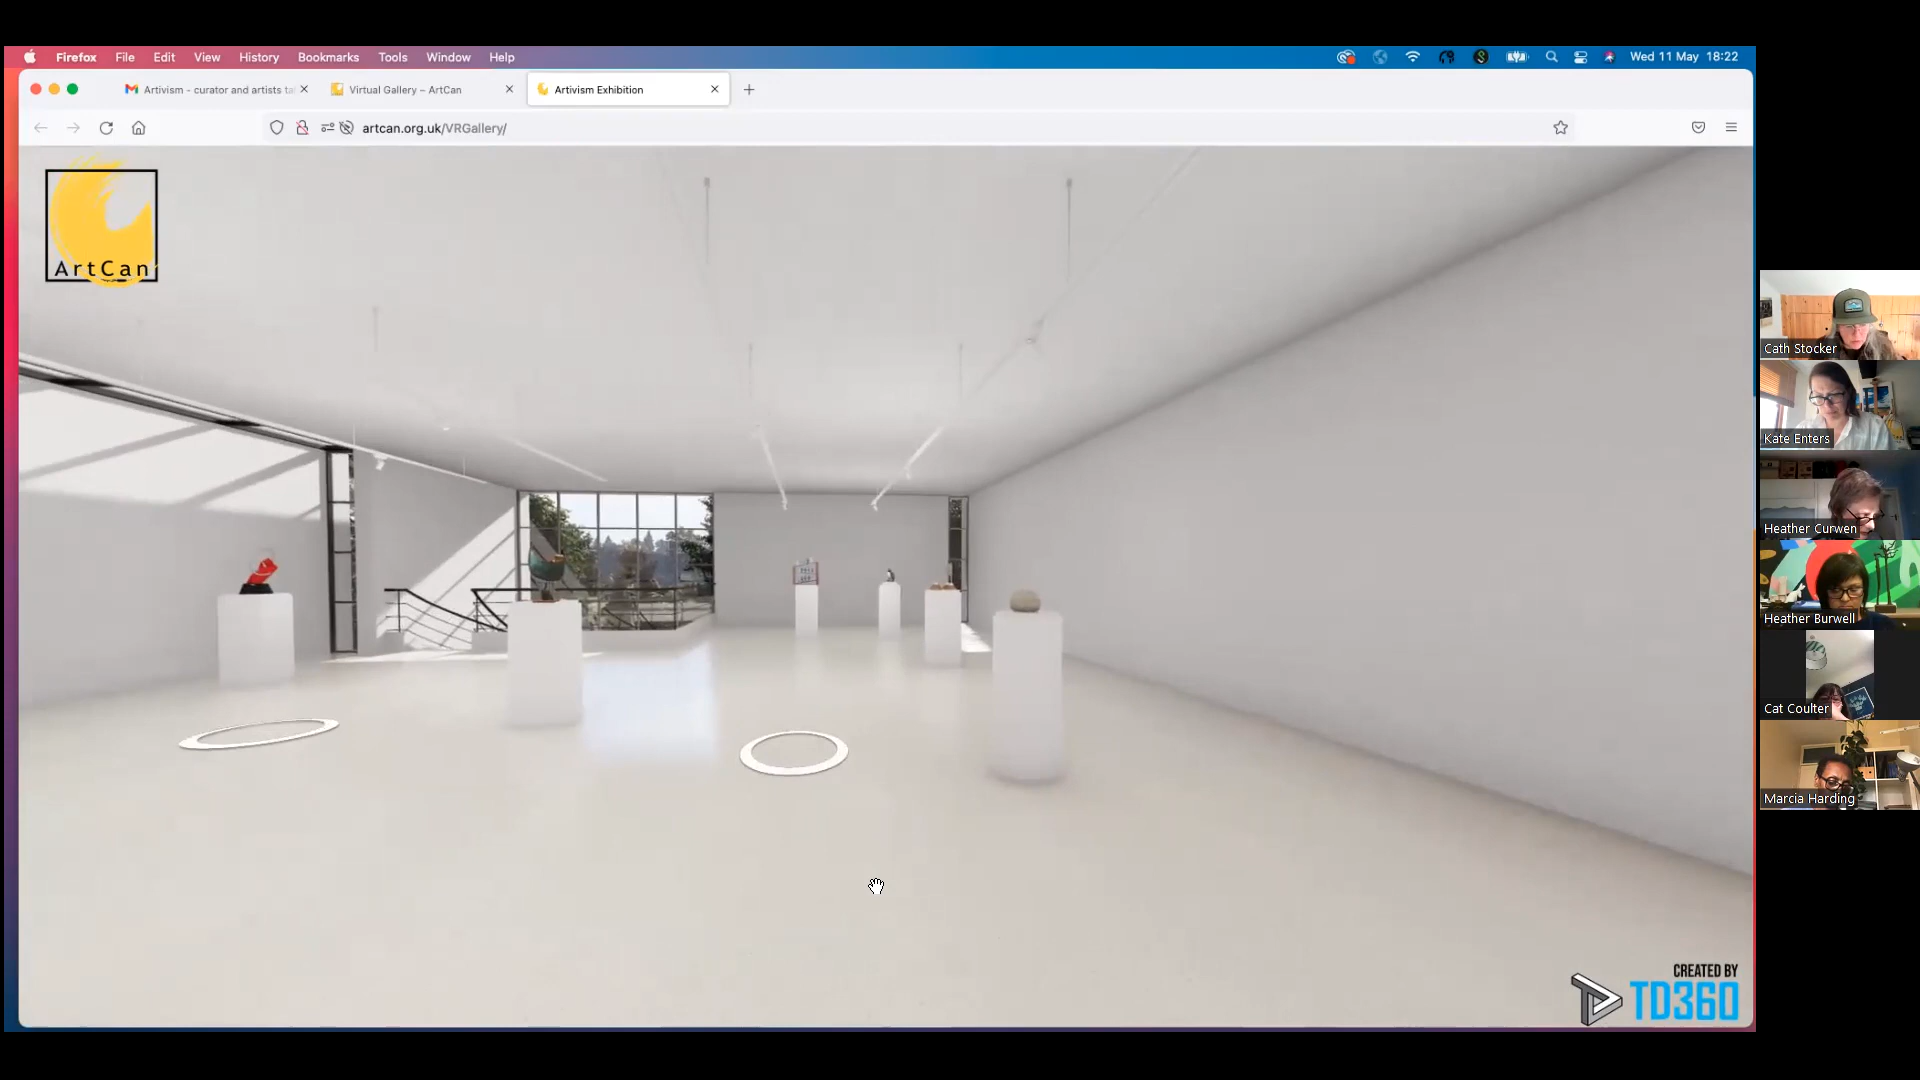 Firefox File Edit View History Bookmarks Tools Window Help Wed 11 May 18:22
Artivism - curator and artists ta Virtual Gallery – ArtCan Artivism Exhibition
artcan.org.uk/VRGallery/
ArtCan
Cath Stocker
Kate Enters
Heather Curwen
Heather Burwell
Cat Coulter
Marcia Harding
CREATED BY
TD360